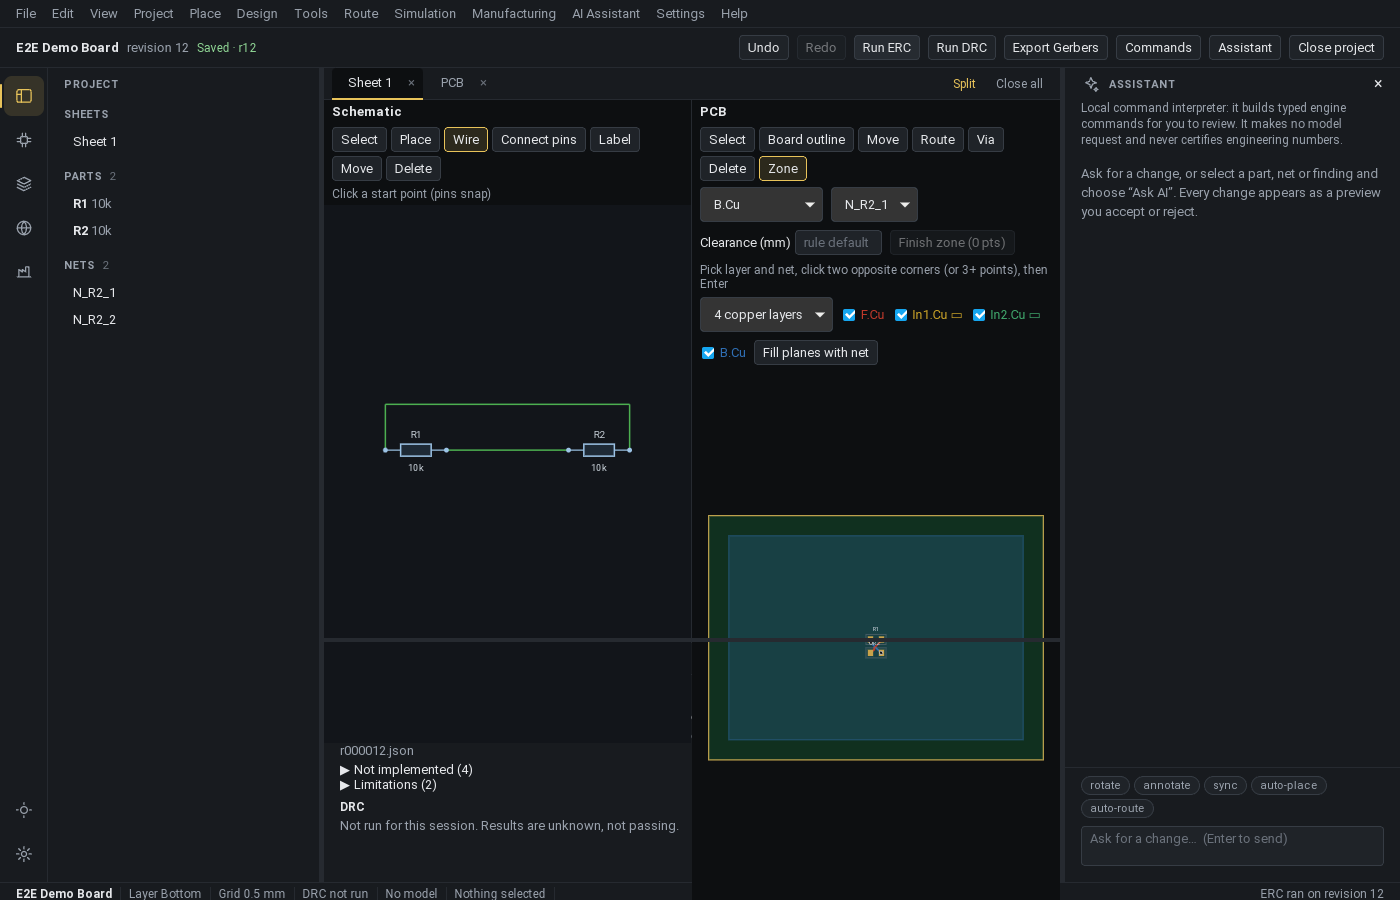 File Edit View Project Place Design Tools Route Simulation Manufacturing AI Assistant Settings Help
E2E Demo Board revision 12 Saved · r12 Undo Redo Run ERC Run DRC Export Gerbers Commands Assistant Close project
PROJECT
SHEETS
Sheet 1
PARTS 2
R1 10k
R2 10k
NETS 2
N_R2_1
N_R2_2
Sheet 1 × PCB × Split Close all
Schematic
Select Place Wire Connect pins Label
Move Delete
Click a start point (pins snap)
R1 R2
10k 10k
r000012.json
▶ Not implemented (4)
▶ Limitations (2)
DRC
Not run for this session. Results are unknown, not passing.
PCB
Select Board outline Move Route Via
Delete Zone
B.Cu N_R2_1
Clearance (mm) rule default Finish zone (0 pts)
Pick layer and net, click two opposite corners (or 3+ points), then
Enter
4 copper layers F.Cu In1.Cu ▭ In2.Cu ▭
B.Cu Fill planes with net
R1
ASSISTANT ×
Local command interpreter: it builds typed engine
commands for you to review. It makes no model
request and never certifies engineering numbers.
Ask for a change, or select a part, net or finding and
choose “Ask AI”. Every change appears as a preview
you accept or reject.
rotate annotate sync auto-place
auto-route
Ask for a change… (Enter to send)
E2E Demo Board Layer Bottom Grid 0.5 mm DRC not run No model Nothing selected ERC ran on revision 12